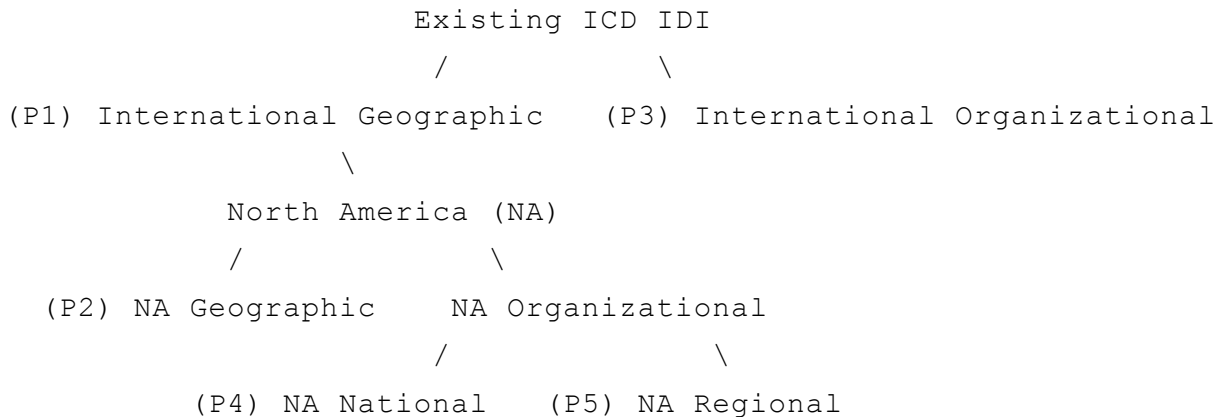 Existing ICD IDI
/ \
(P1) International Geographic (P3) International Organizational
\
North America (NA)
/ \
(P2) NA Geographic NA Organizational
/ \
(P4) NA National (P5) NA Regional